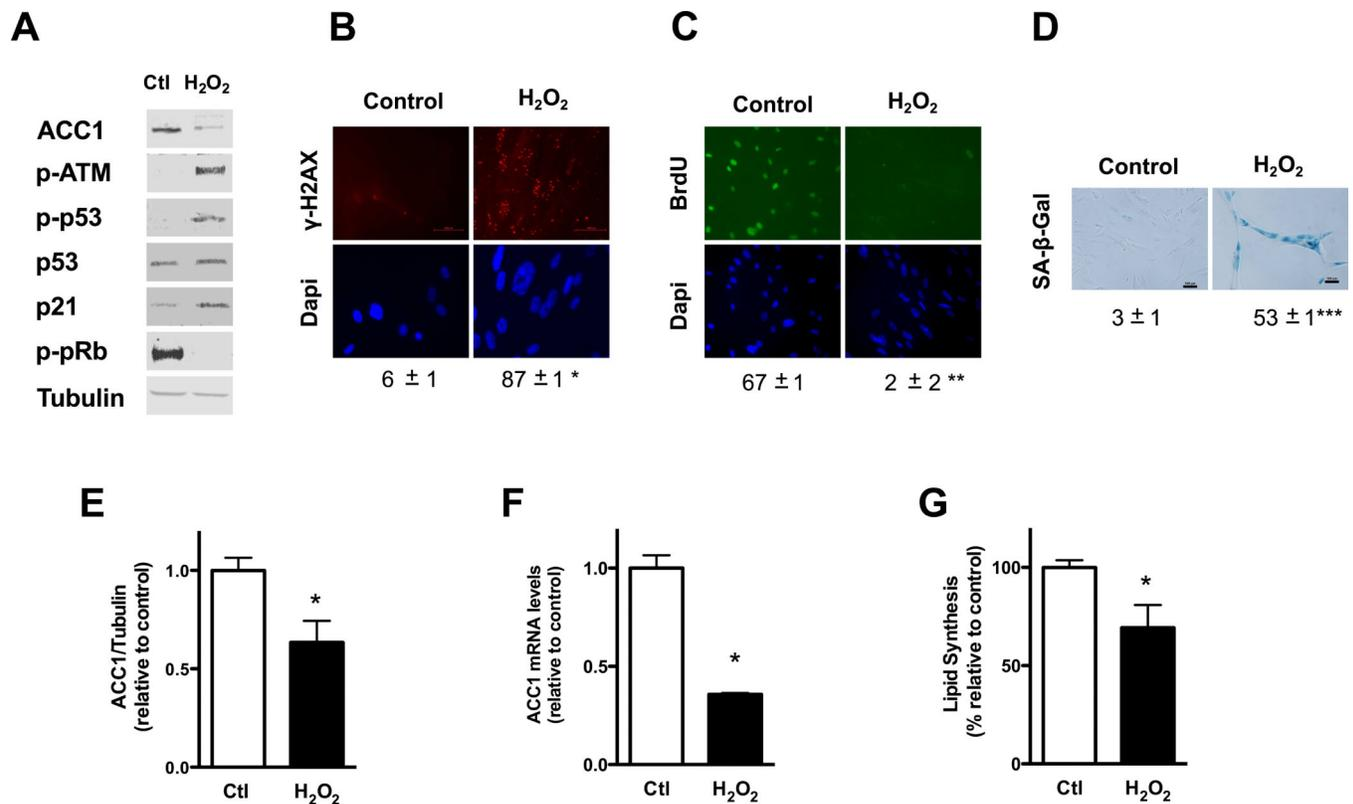 A
Ctl H₂O₂
ACC1
p-ATM
p-p53
p53
p21
p-pRb
Tubulin
B
Control H₂O₂
γ-H2AX
Dapi
6 ± 1 87 ± 1 *
C
Control H₂O₂
BrdU
Dapi
67 ± 1 2 ± 2 **
D
Control H₂O₂
SA-β-Gal
3 ± 1 53 ± 1***
E
ACC1/Tubulin
(relative to control)
1.0
0.5
0.0
*
Ctl H₂O₂
F
ACC1 mRNA levels
(relative to control)
1.0
0.5
0.0
*
Ctl H₂O₂
G
Lipid Synthesis
(% relative to control)
100
50
0
*
Ctl H₂O₂